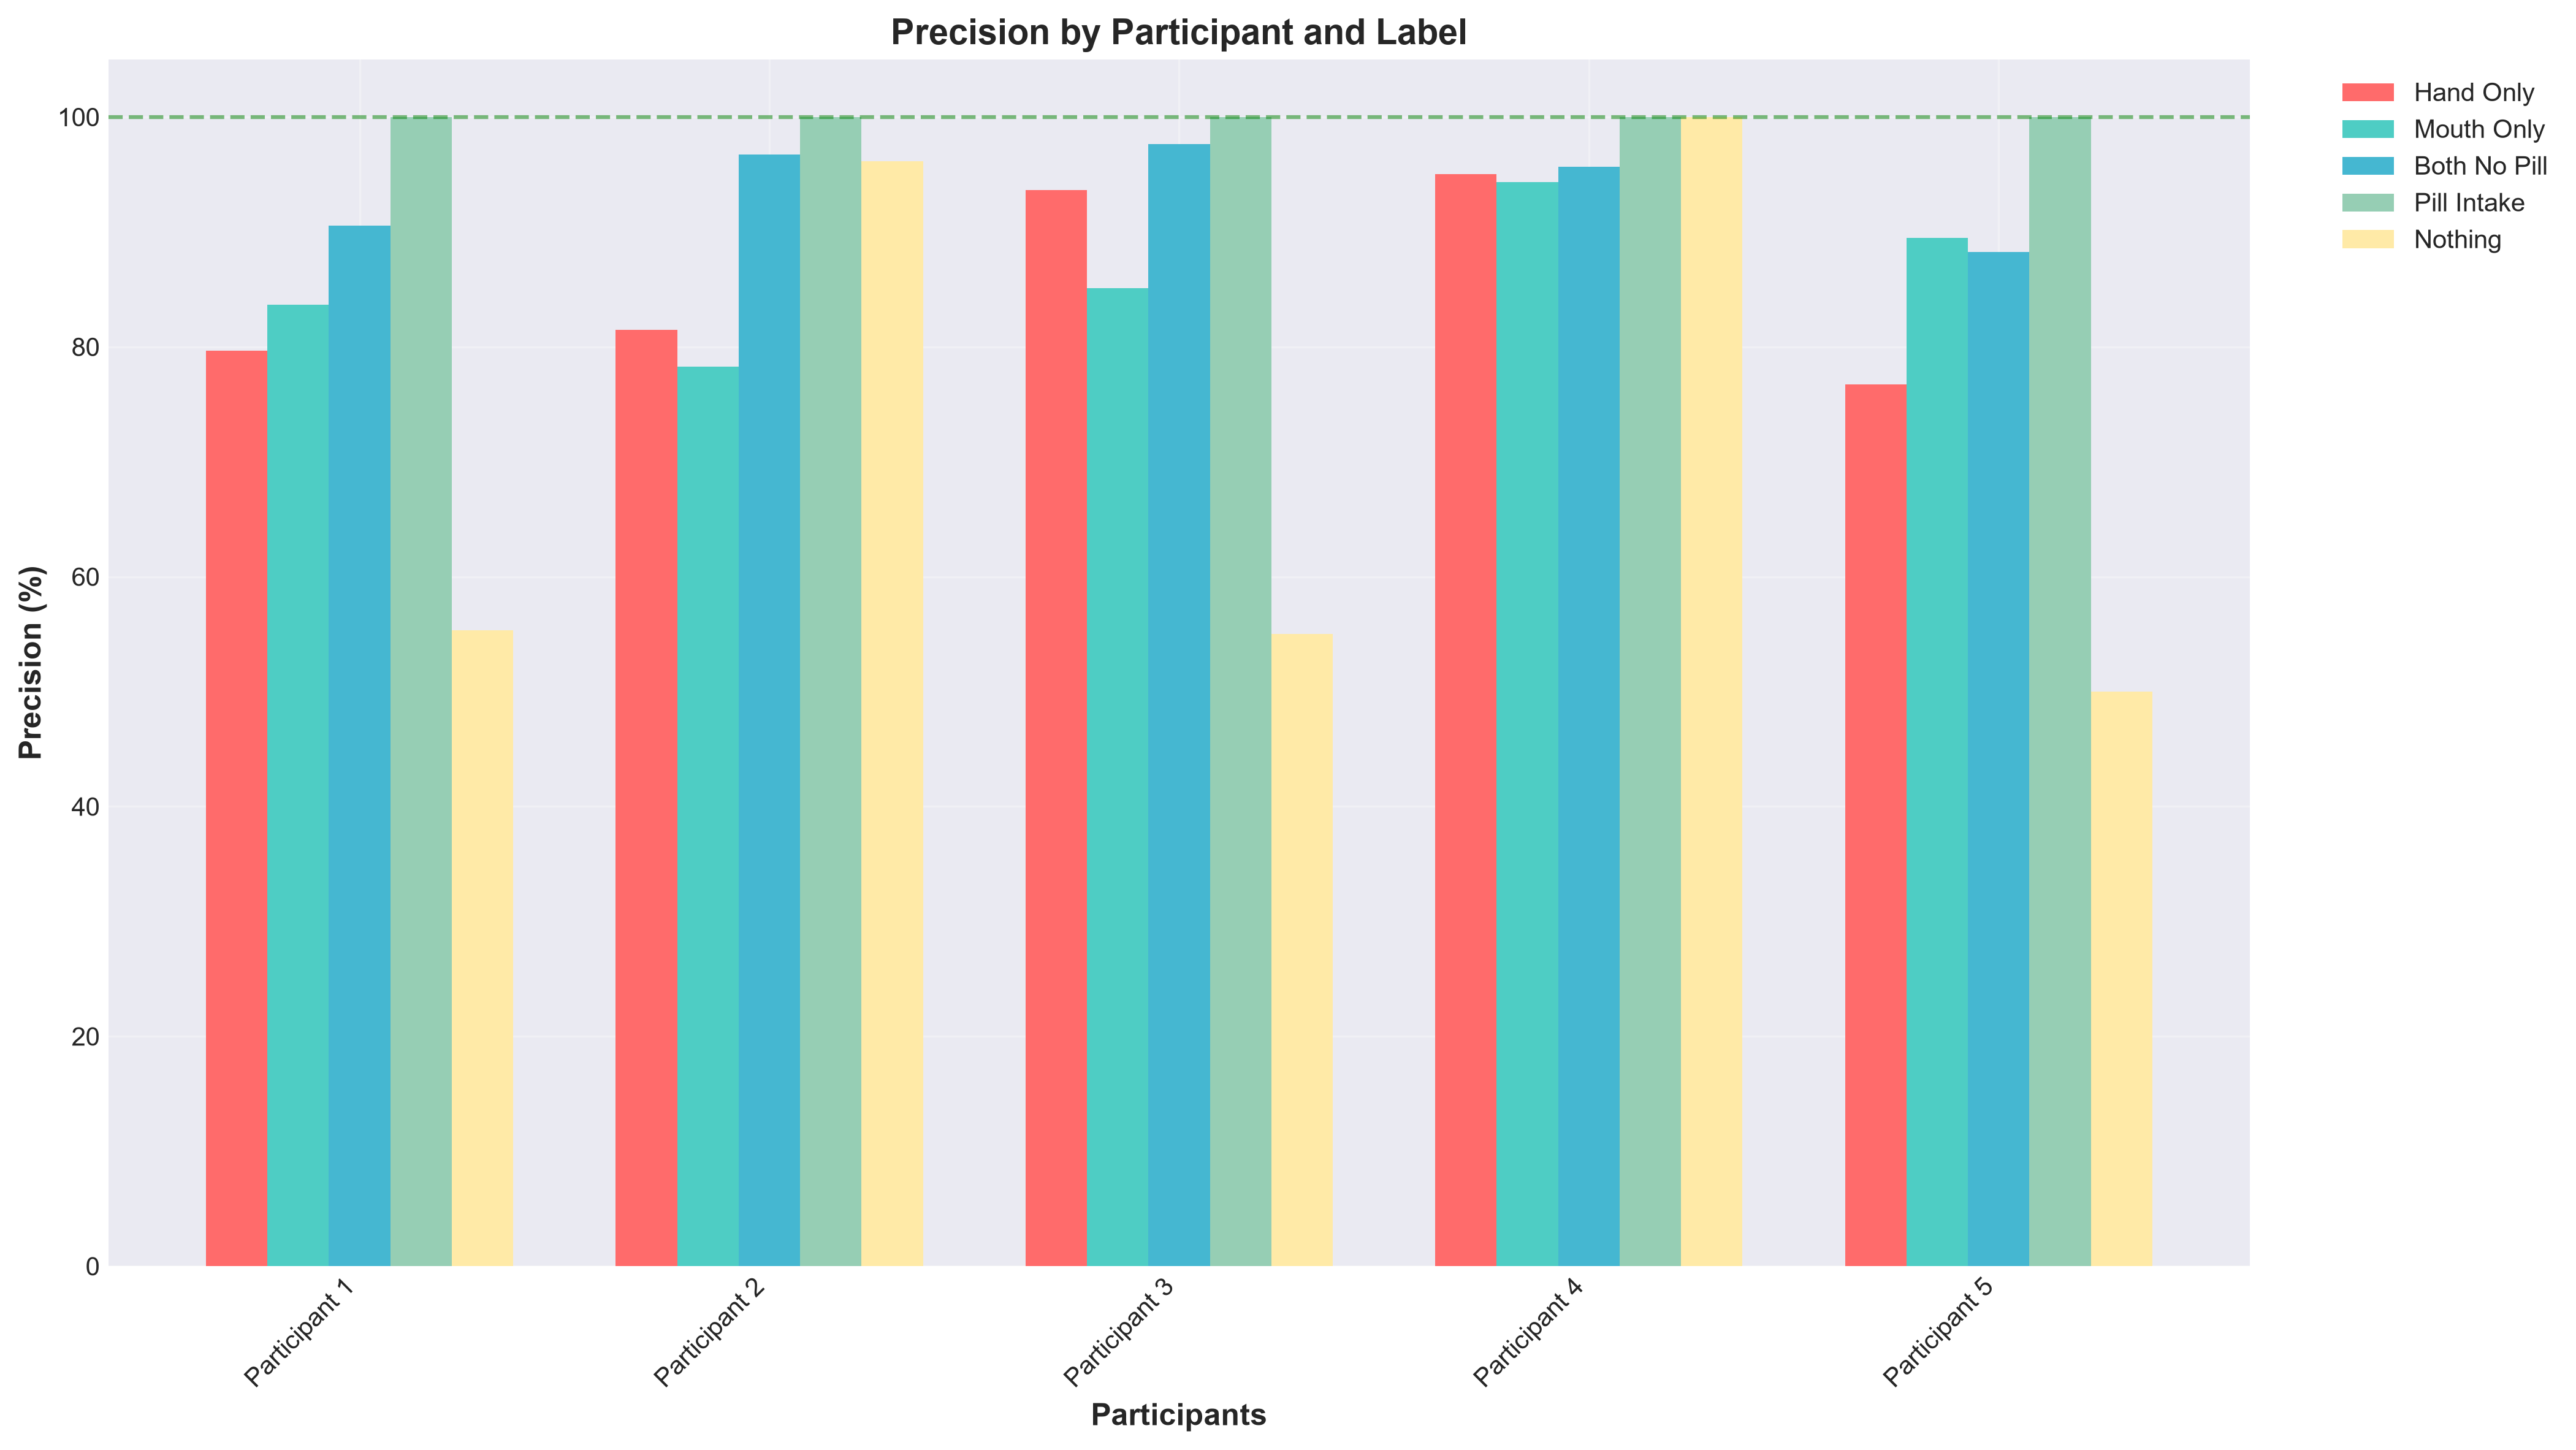 Precision by Participant and Label
Precision (%)
100
80
60
40
20
0
Participant 1
Participant 2
Participant 3
Participant 4
Participant 5
Participants
Hand Only
Mouth Only
Both No Pill
Pill Intake
Nothing